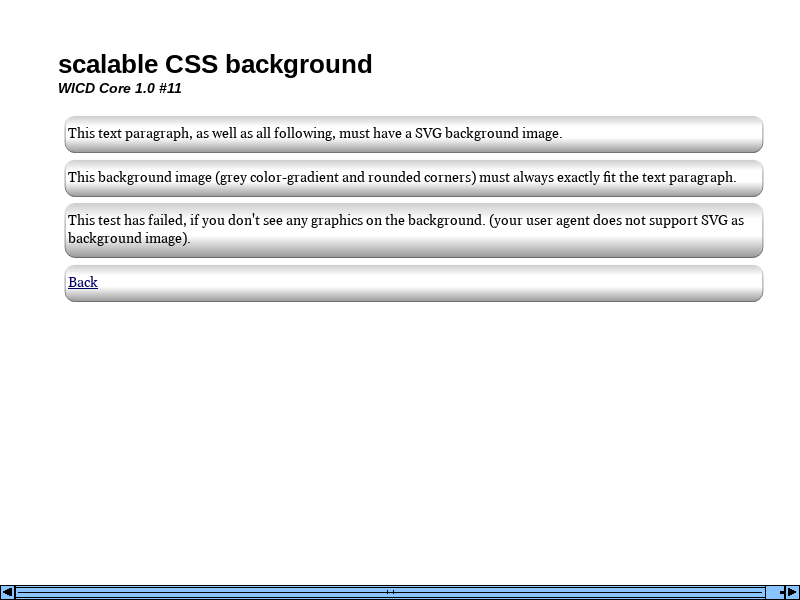 scalable CSS background
WICD Core 1.0 #11
This text paragraph, as well as all following, must have a SVG background image.
This background image (grey color-gradient and rounded corners) must always exactly fit the text paragraph.
This test has failed, if you don't see any graphics on the background. (your user agent does not support SVG as
background image).
Back